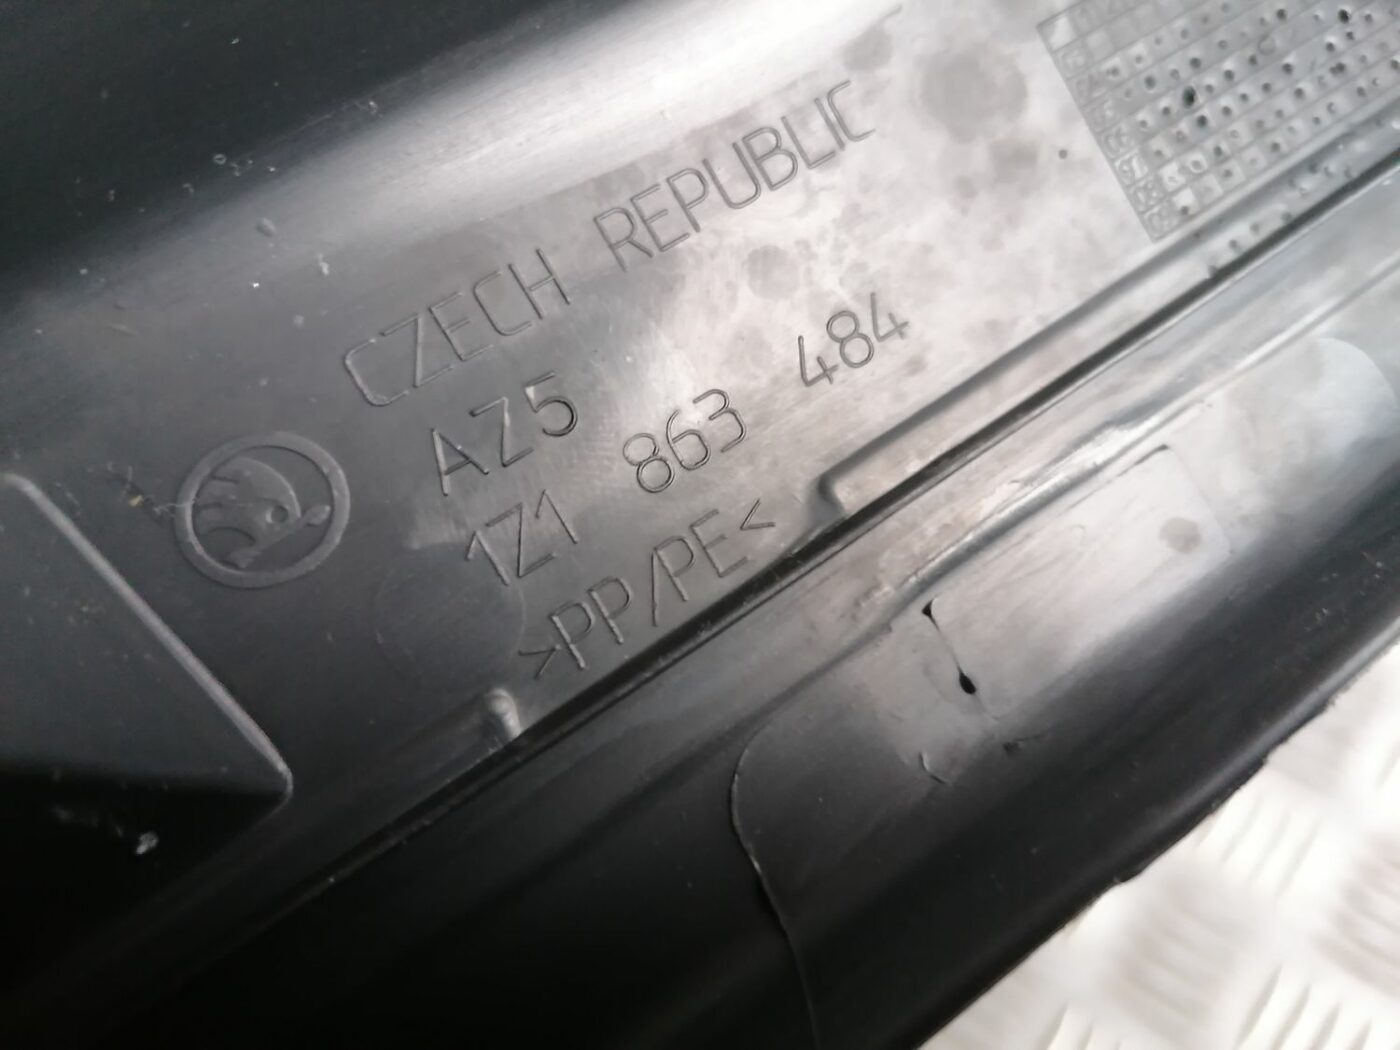 CZECH REPUBLIC
AZ5
1Z1 863 484
>PP/PE<